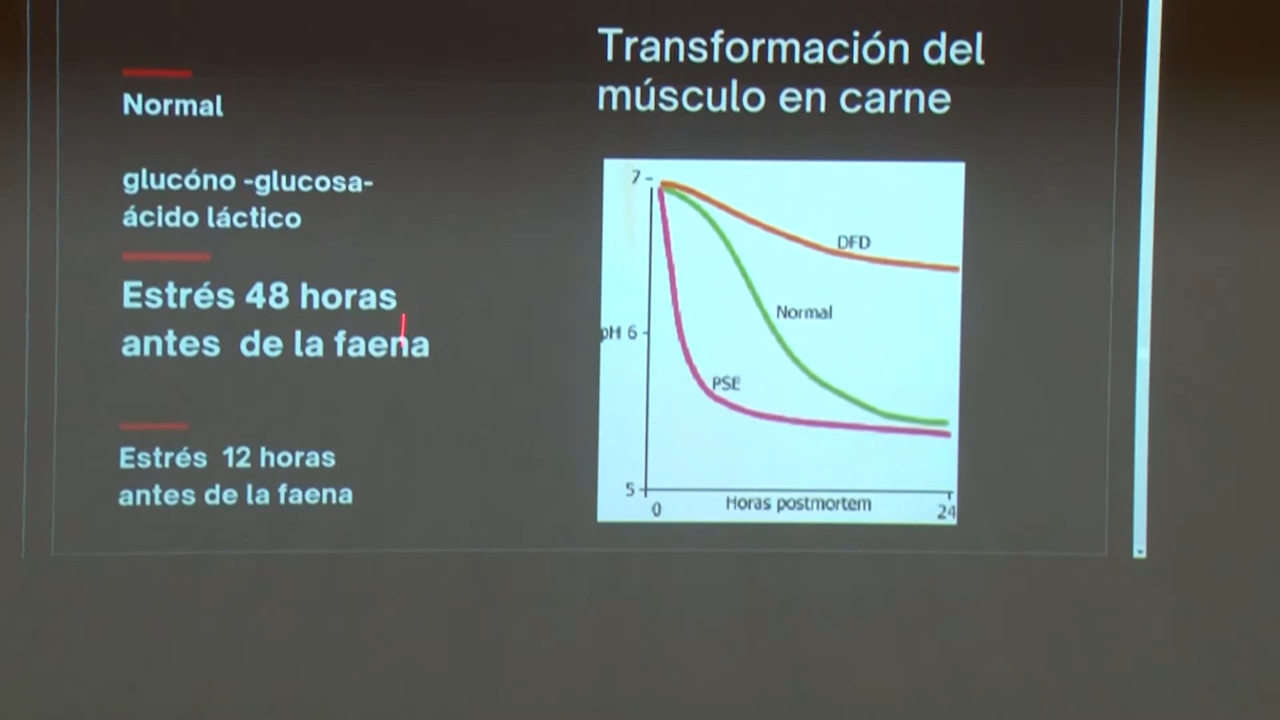 Normal
glucóno -glucosa-
ácido láctico
Estrés 48 horas
antes de la faena
Estrés 12 horas
antes de la faena
Transformación del
músculo en carne
7
DFD
Normal
pH 6
PSE
5
Horas postmortem
0
24